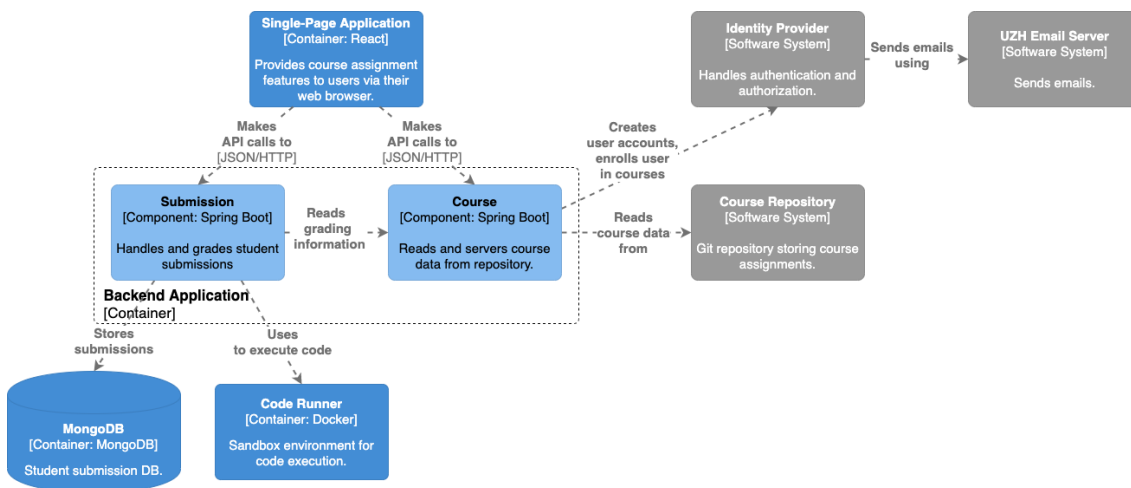 Single-Page Application
[Container: React]
Provides course assignment
features to users via their
web browser.
Identity Provider
[Software System]
Handles authentication and
authorization.
Sends emails
using
UZH Email Server
[Software System]
Sends emails.
Makes
API calls to
[JSON/HTTP]
Makes
API calls to
[JSON/HTTP]
Creates
user accounts,
enrolls user
in courses
Submission
[Component: Spring Boot]
Handles and grades student
submissions
Reads
grading
information
Course
[Component: Spring Boot]
Reads and servers course
data from repository.
Reads
course data
from
Course Repository
[Software System]
Git repository storing course
assignments.
Backend Application
[Container]
Stores
submissions
Uses
to execute code
MongoDB
[Container: MongoDB]
Student submission DB.
Code Runner
[Container: Docker]
Sandbox environment for
code execution.